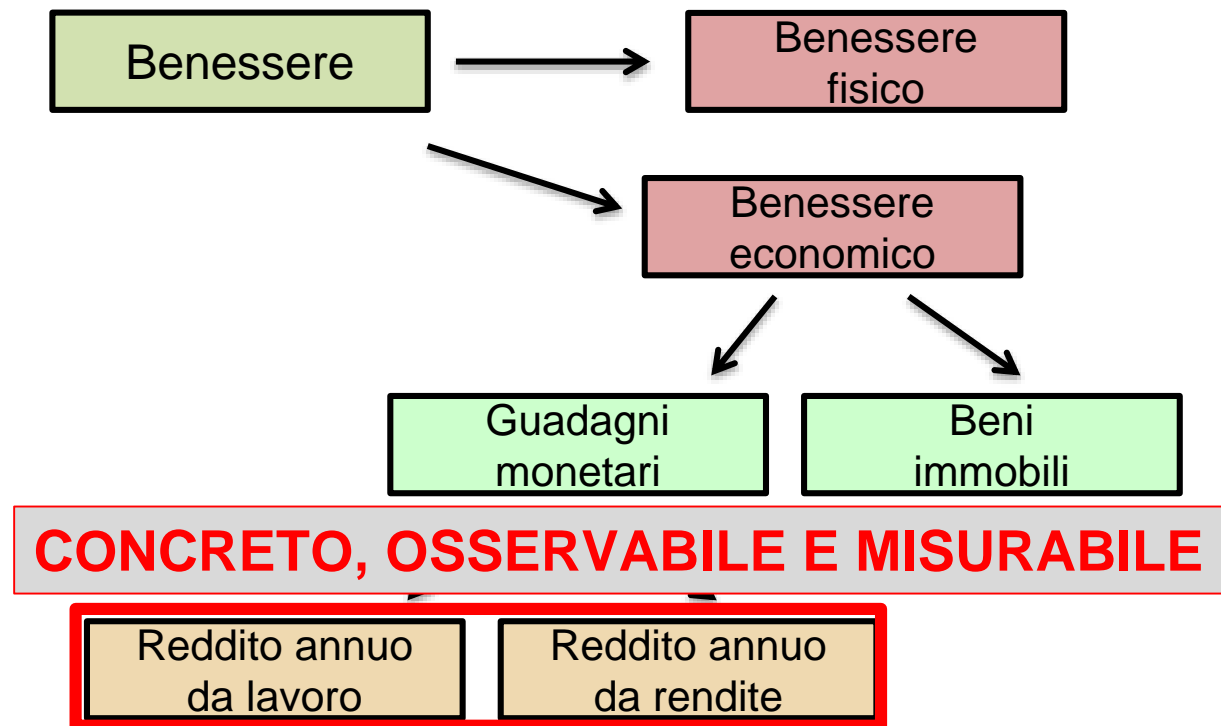 Benessere
Benessere
fisico
Benessere
economico
Guadagni
monetari
Beni
immobili
CONCRETO, OSSERVABILE E MISURABILE
Reddito annuo
da lavoro
Reddito annuo
da rendite